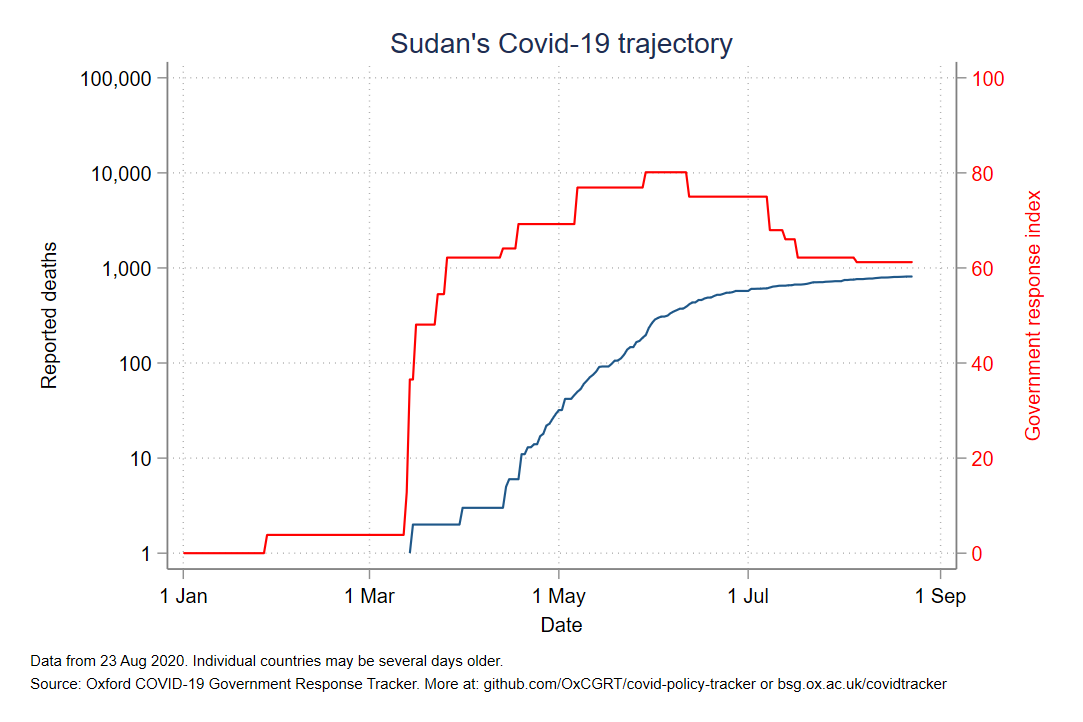 Sudan's Covid-19 trajectory
100,000
10,000
1,000
100
10
1
Reported deaths
100
80
60
40
20
0
Government response index
1 Jan
1 Mar
1 May
1 Jul
1 Sep
Date
Data from 23 Aug 2020. Individual countries may be several days older.
Source: Oxford COVID-19 Government Response Tracker. More at: github.com/OxCGRT/covid-policy-tracker or bsg.ox.ac.uk/covidtracker